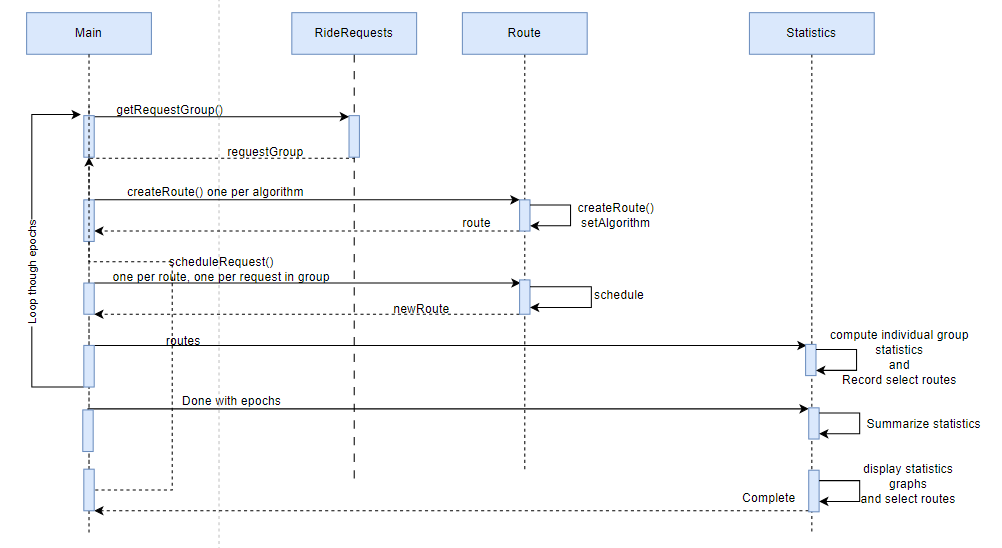 Main
RideRequests
Route
Statistics
getRequestGroup()
requestGroup
createRoute() one per algorithm
createRoute()
setAlgorithm
route
scheduleRequest()
one per route, one per request in group
schedule
newRoute
Loop though epochs
routes
compute individual group
statistics
and
Record select routes
Done with epochs
Summarize statistics
display statistics
graphs
and select routes
Complete